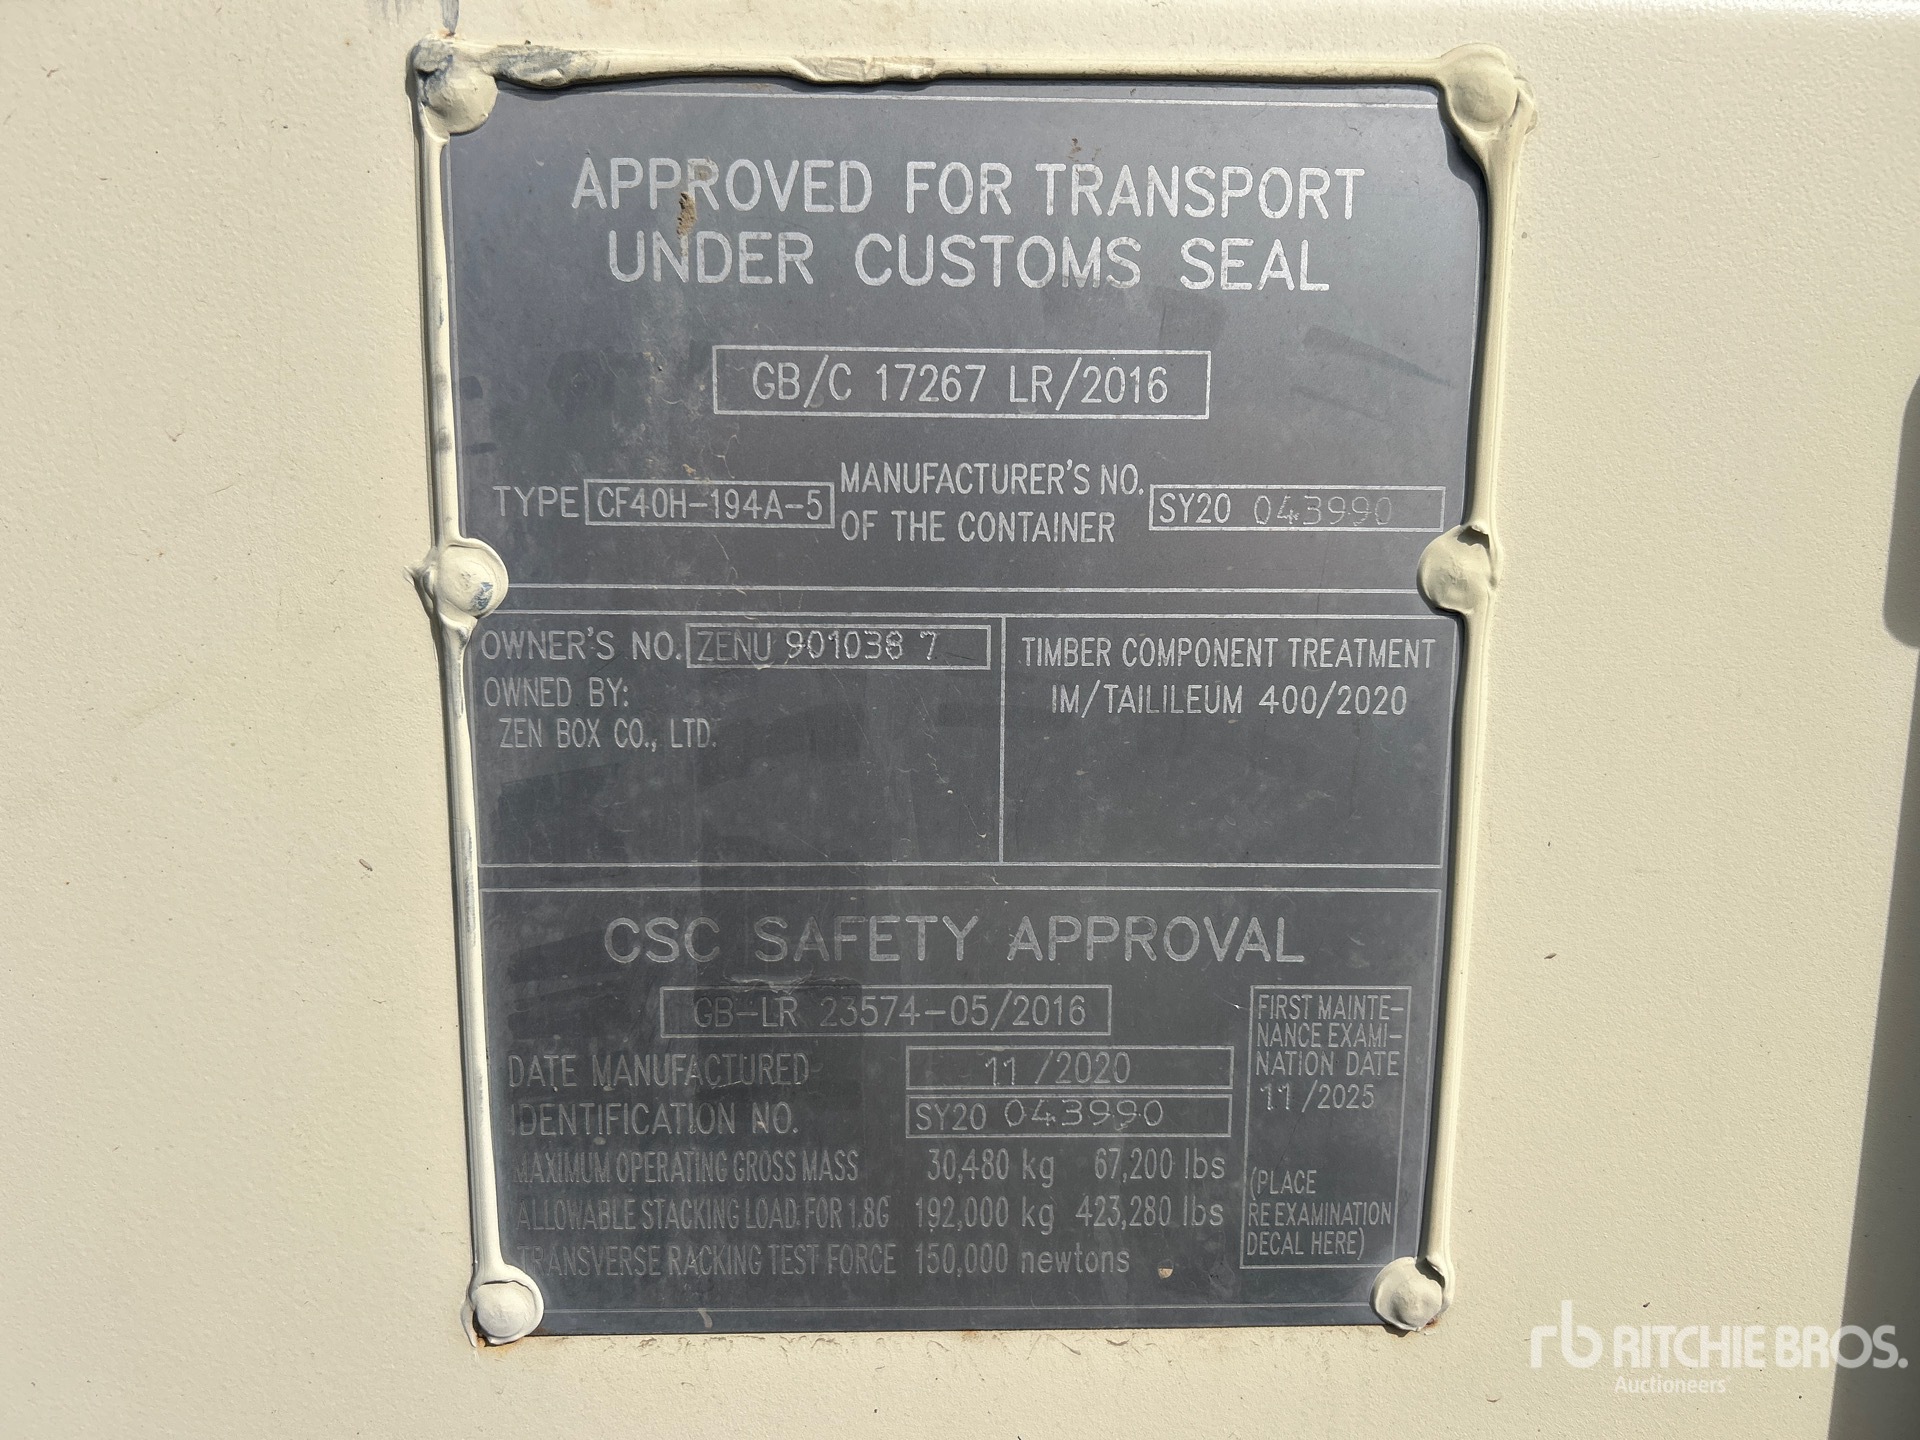 APPROVED FOR TRANSPORT
UNDER CUSTOMS SEAL
GB/C 17267 LR/2016
TYPE CF40H-194A-5
MANUFACTURER'S NO.
OF THE CONTAINER
SY20 043990
OWNER'S NO. ZENU 901038 7
OWNED BY:
ZEN BOX CO., LTD.
TIMBER COMPONENT TREATMENT
IM/TAILILEUM 400/2020
CSC SAFETY APPROVAL
GB-LR 23574-05/2016
DATE MANUFACTURED 11 /2020
IDENTIFICATION NO. SY20 043990
MAXIMUM OPERATING GROSS MASS 30,480 kg 67,200 lbs
ALLOWABLE STACKING LOAD FOR 1.8G 192,000 kg 423,280 lbs
TRANSVERSE RACKING TEST FORCE 150,000 newtons
FIRST MAINTE-
NANCE EXAMI-
NATION DATE
11 /2025
(PLACE
REEXAMINATION
DECAL HERE)
rb RITCHIE BROS.
Auctioneers